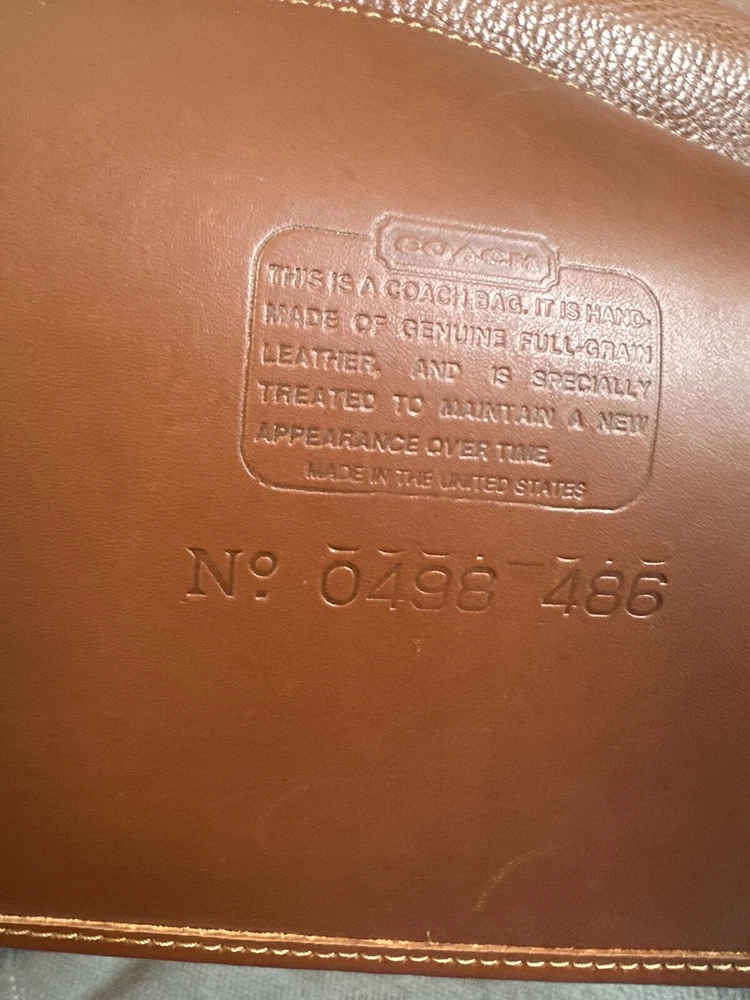 COACH
THIS IS A COACH BAG. IT IS HAND-
MADE OF GENUINE FULL-GRAIN
LEATHER, AND IS SPECIALLY
TREATED TO MAINTAIN A NEW
APPEARANCE OVER TIME.
MADE IN THE UNITED STATES
Nº 0498-486